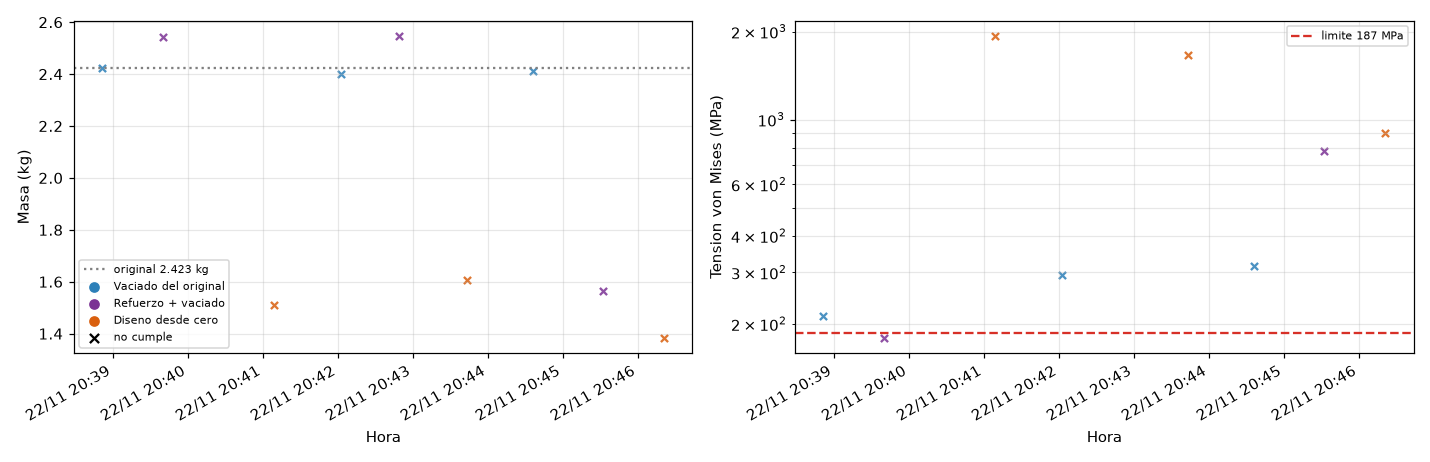 2.6
2.4
2.2
2.0
1.8
1.6
1.4
Masa (kg)
original 2.423 kg
Vaciado del original
Refuerzo + vaciado
Diseno desde cero
no cumple
22/11 20:39
22/11 20:40
22/11 20:41
22/11 20:42
22/11 20:43
22/11 20:44
22/11 20:45
22/11 20:46
Hora
2 × 10³
10³
6 × 10²
4 × 10²
3 × 10²
2 × 10²
Tension von Mises (MPa)
limite 187 MPa
22/11 20:39
22/11 20:40
22/11 20:41
22/11 20:42
22/11 20:43
22/11 20:44
22/11 20:45
22/11 20:46
Hora